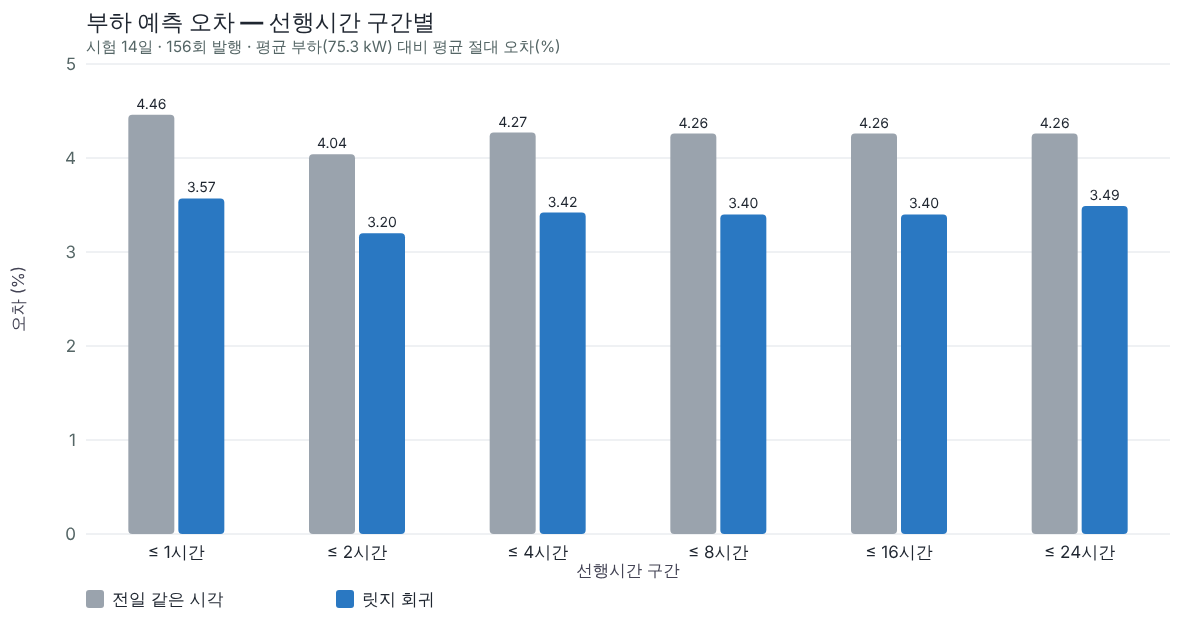 부하 예측 오차 — 선행시간 구간별
시험 14일 · 156회 발행 · 평균 부하(75.3 kW) 대비 평균 절대 오차(%)
오차 (%)
5
4
3
2
1
0
4.46
3.57
4.04
3.20
4.27
3.42
4.26
3.40
4.26
3.40
4.26
3.49
≤ 1시간
≤ 2시간
≤ 4시간
≤ 8시간
≤ 16시간
≤ 24시간
선행시간 구간
전일 같은 시각
릿지 회귀